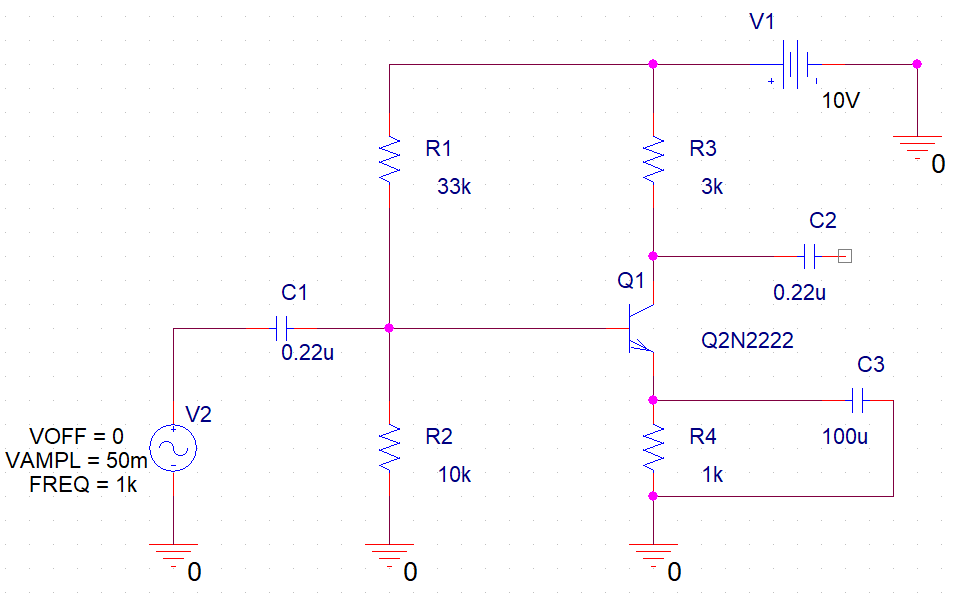 V1
10V
0
R1
33k
R3
3k
C2
0.22u
Q1
Q2N2222
C1
0.22u
C3
100u
V2
VOFF = 0
VAMPL = 50m
FREQ = 1k
R2
10k
R4
1k
0
0
0